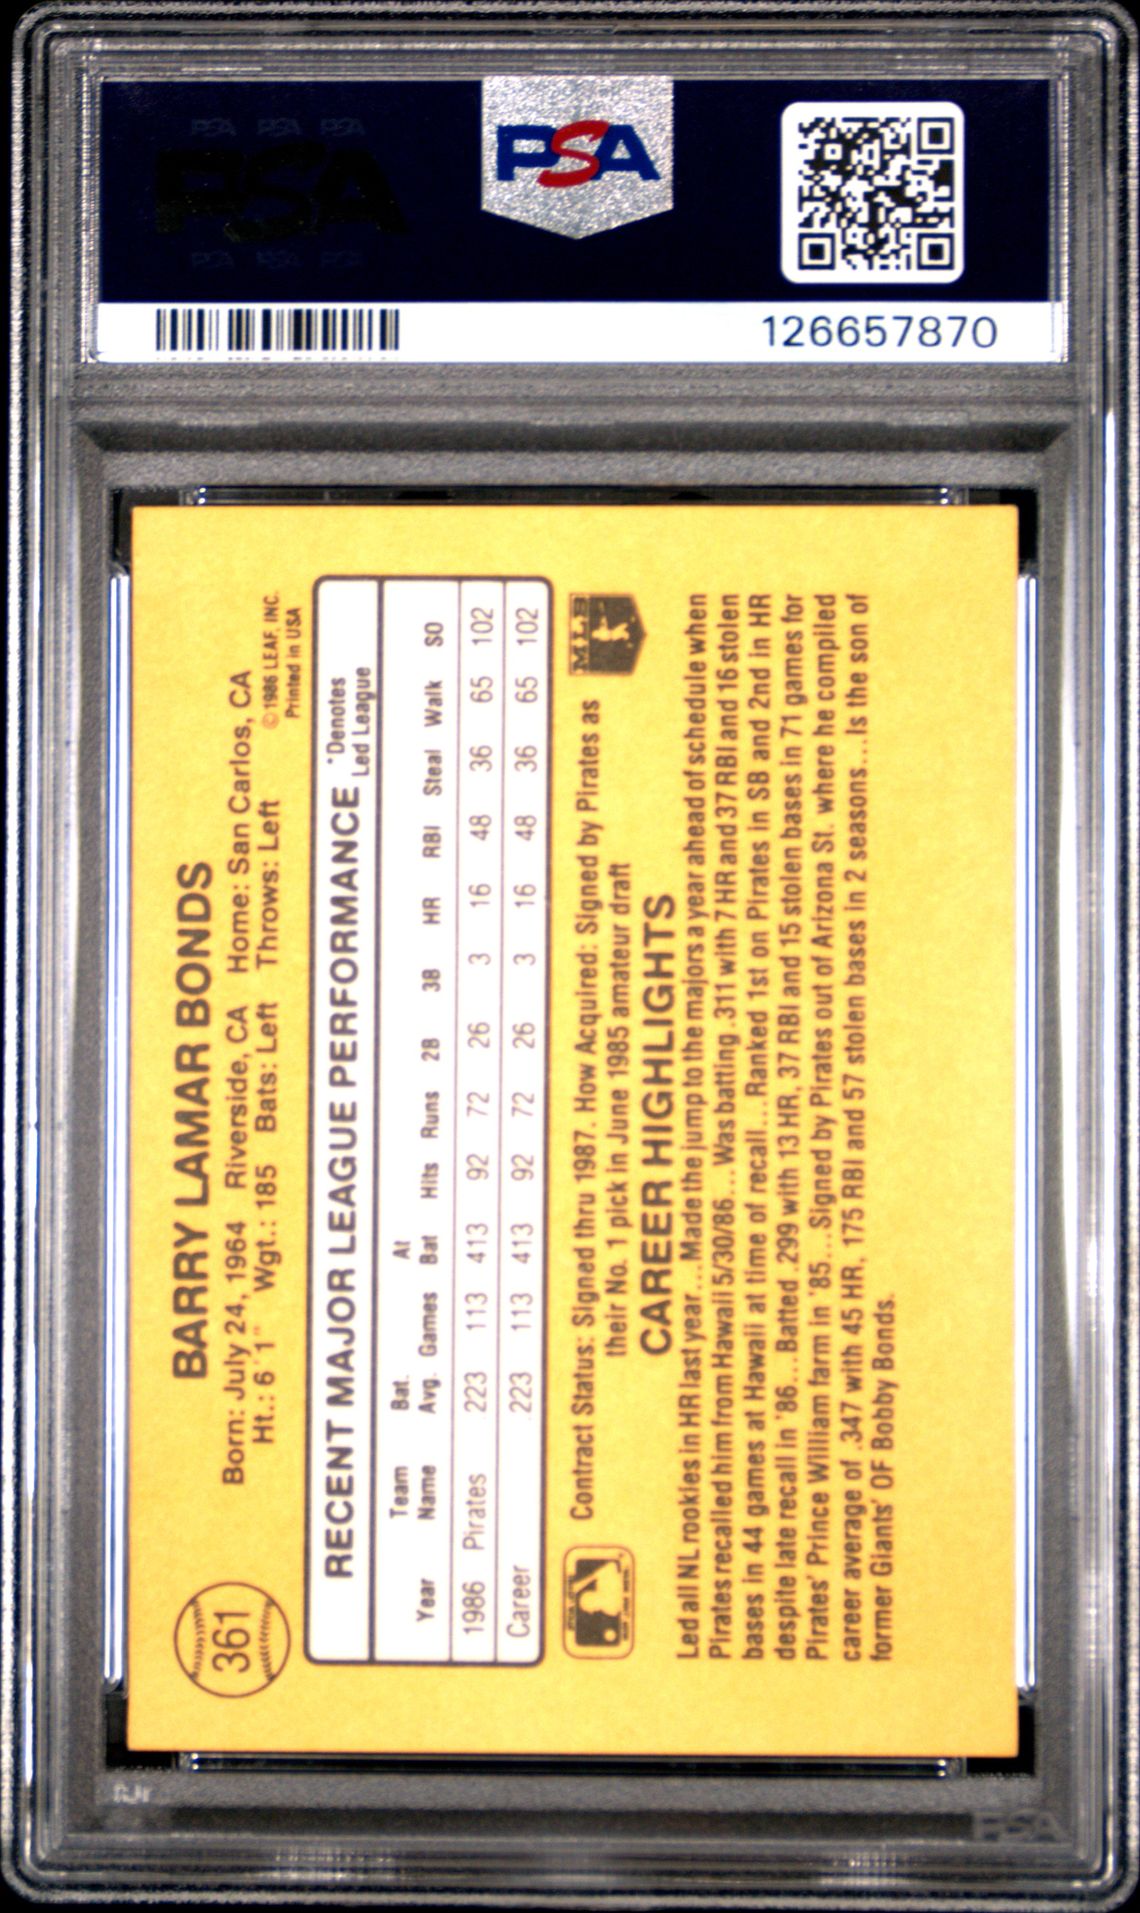 PSA PSA PSA
PSA
PSA PSA PSA
PSA
126657870
361
BARRY LAMAR BONDS
Born: July 24, 1964 Riverside, CA Home: San Carlos, CA
Ht.: 6'1" Wgt.: 185 Bats: Left Throws: Left
©1986 LEAF, INC.
Printed in USA
RECENT MAJOR LEAGUE PERFORMANCE
*Denotes
Led League
Year Team Name Bat. Avg. Games At Bat Hits Runs 2B 3B HR RBI Steal Walk SO
1986 Pirates .223 113 413 92 72 26 3 16 48 36 65 102
Career .223 113 413 92 72 26 3 16 48 36 65 102
Contract Status: Signed thru 1987. How Acquired: Signed by Pirates as
their No. 1 pick in June 1985 amateur draft
MLB
CAREER HIGHLIGHTS
Led all NL rookies in HR last year...Made the jump to the majors a year ahead of schedule when
Pirates recalled him from Hawaii 5/30/86...Was batting .311 with 7 HR and 37 RBI and 16 stolen
bases in 44 games at Hawaii at time of recall...Ranked 1st on Pirates in SB and 2nd in HR
despite late recall in '86...Batted .299 with 13 HR, 37 RBI and 15 stolen bases in 71 games for
Pirates' Prince William farm in '85...Signed by Pirates out of Arizona St. where he compiled
career average of .347 with 45 HR, 175 RBI and 57 stolen bases in 2 seasons...Is the son of
former Giants' OF Bobby Bonds.
PSA